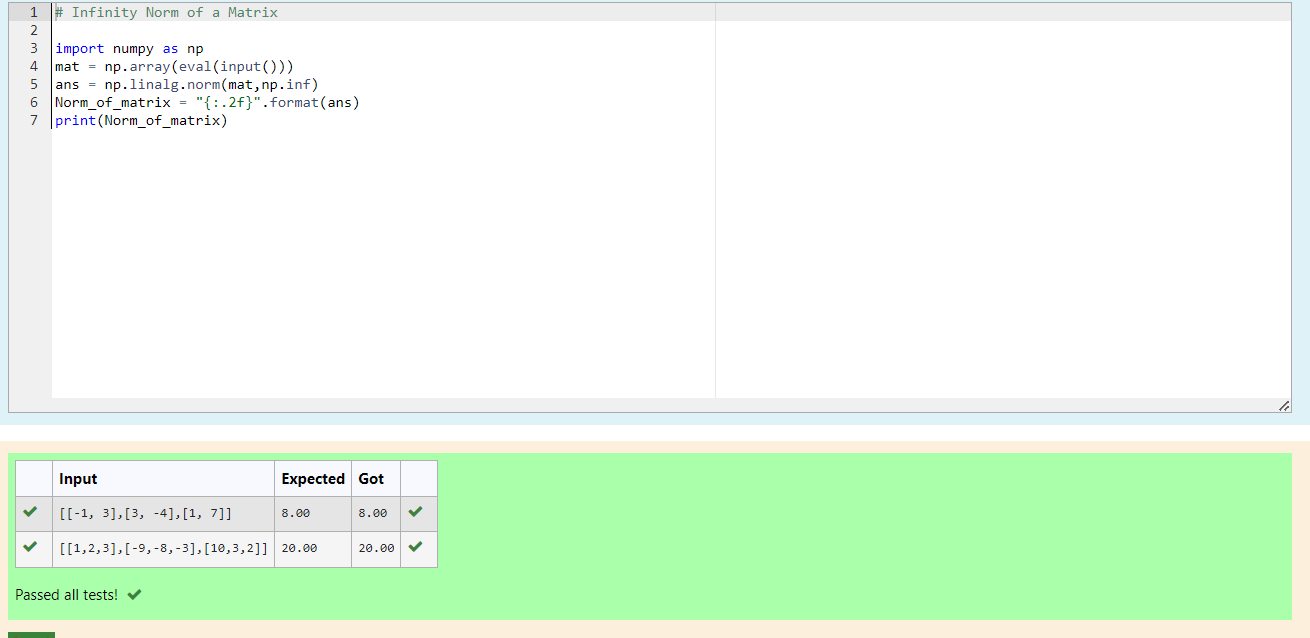 1 # Infinity Norm of a Matrix
2
3 import numpy as np
4 mat = np.array(eval(input()))
5 ans = np.linalg.norm(mat,np.inf)
6 Norm_of_matrix = "{:.2f}".format(ans)
7 print(Norm_of_matrix)
Input Expected Got
[[-1, 3],[3, -4],[1, 7]] 8.00 8.00
[[1,2,3],[-9,-8,-3],[10,3,2]] 20.00 20.00
Passed all tests!